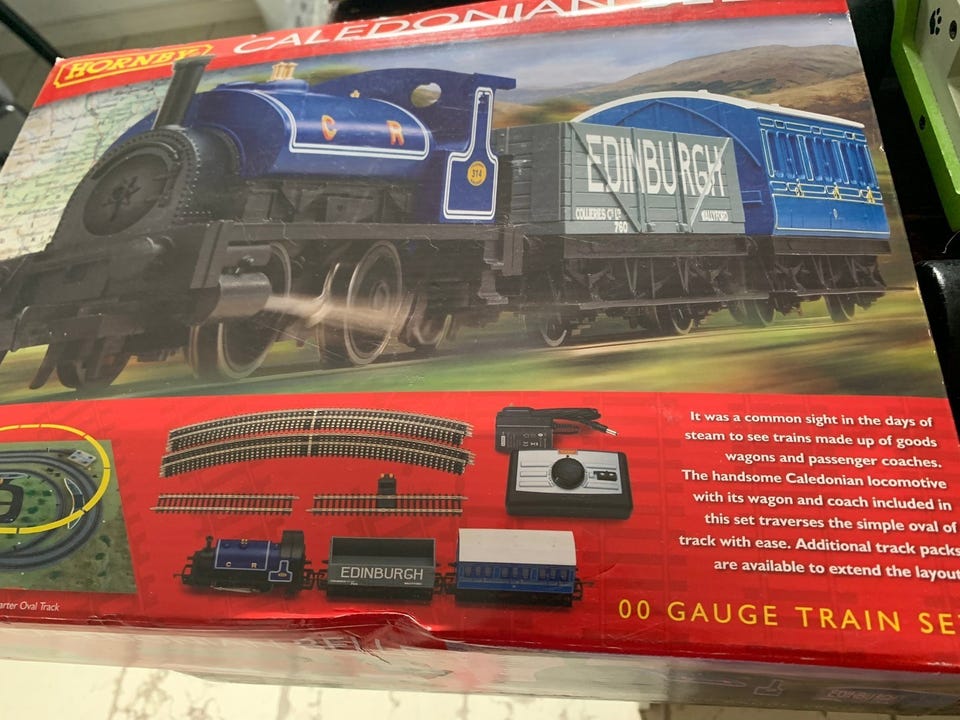 HORNBY
CALEDONIAN
C R
314
EDINBURGH
COLLIERIES Co Ld
WALLYFORD
760
It was a common sight in the days of
steam to see trains made up of goods
wagons and passenger coaches.
The handsome Caledonian locomotive
with its wagon and coach included in
this set traverses the simple oval of
track with ease. Additional track packs
are available to extend the layout
C R
EDINBURGH
arter Oval Track
00 GAUGE TRAIN SE